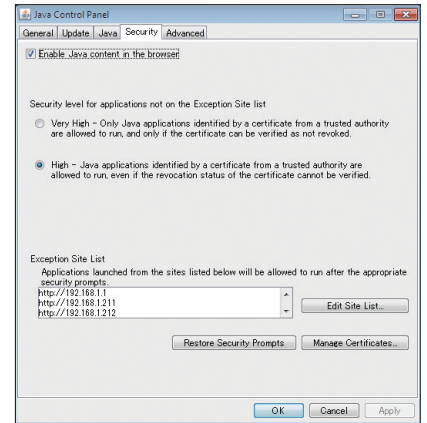 Java Control Panel
General Update Java Security Advanced
Enable Java content in the browser
Security level for applications not on the Exception Site list
Very High - Only Java applications identified by a certificate from a trusted authority
are allowed to run, and only if the certificate can be verified as not revoked.
High - Java applications identified by a certificate from a trusted authority are
allowed to run, even if the revocation status of the certificate cannot be verified.
Exception Site List
Applications launched from the sites listed below will be allowed to run after the appropriate
security prompts.
http://192.168.1.1
http://192.168.1.211
http://192.168.1.212
Edit Site List...
Restore Security Prompts Manage Certificates...
OK Cancel Apply